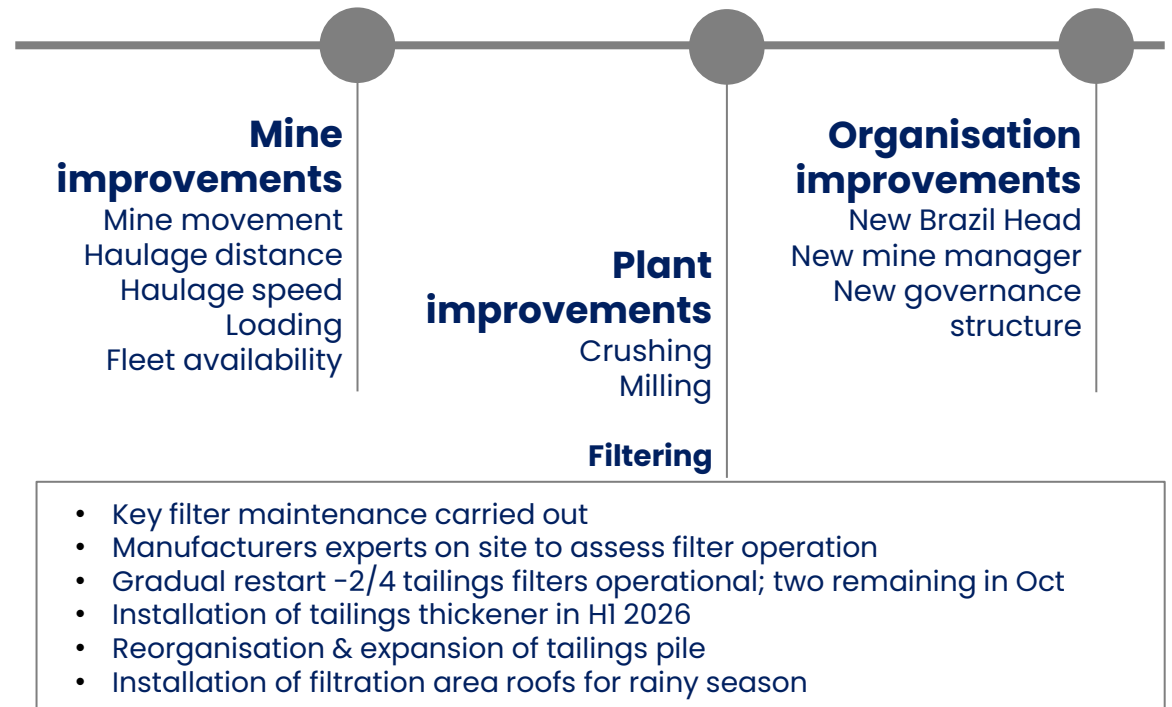 Mine
improvements
Mine movement
Haulage distance
Haulage speed
Loading
Fleet availability
Plant
improvements
Crushing
Milling
Filtering
Organisation
improvements
New Brazil Head
New mine manager
New governance
structure
• Key filter maintenance carried out
• Manufacturers experts on site to assess filter operation
• Gradual restart -2/4 tailings filters operational; two remaining in Oct
• Installation of tailings thickener in H1 2026
• Reorganisation & expansion of tailings pile
• Installation of filtration area roofs for rainy season